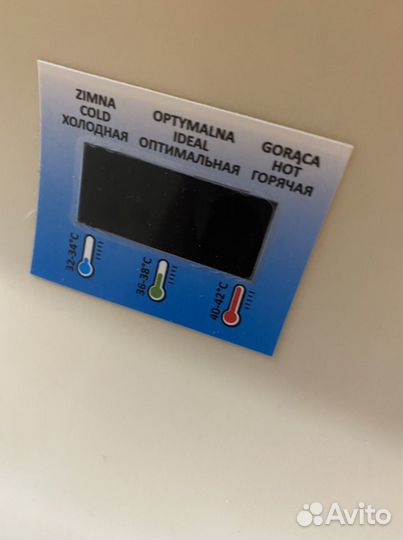 ZIMNA
COLD
ХОЛОДНАЯ
OPTYMALNA
IDEAL
ОПТИМАЛЬНАЯ
GORĄCA
HOT
ГОРЯЧАЯ
32-34°C
36-38°C
40-42°C
Avito